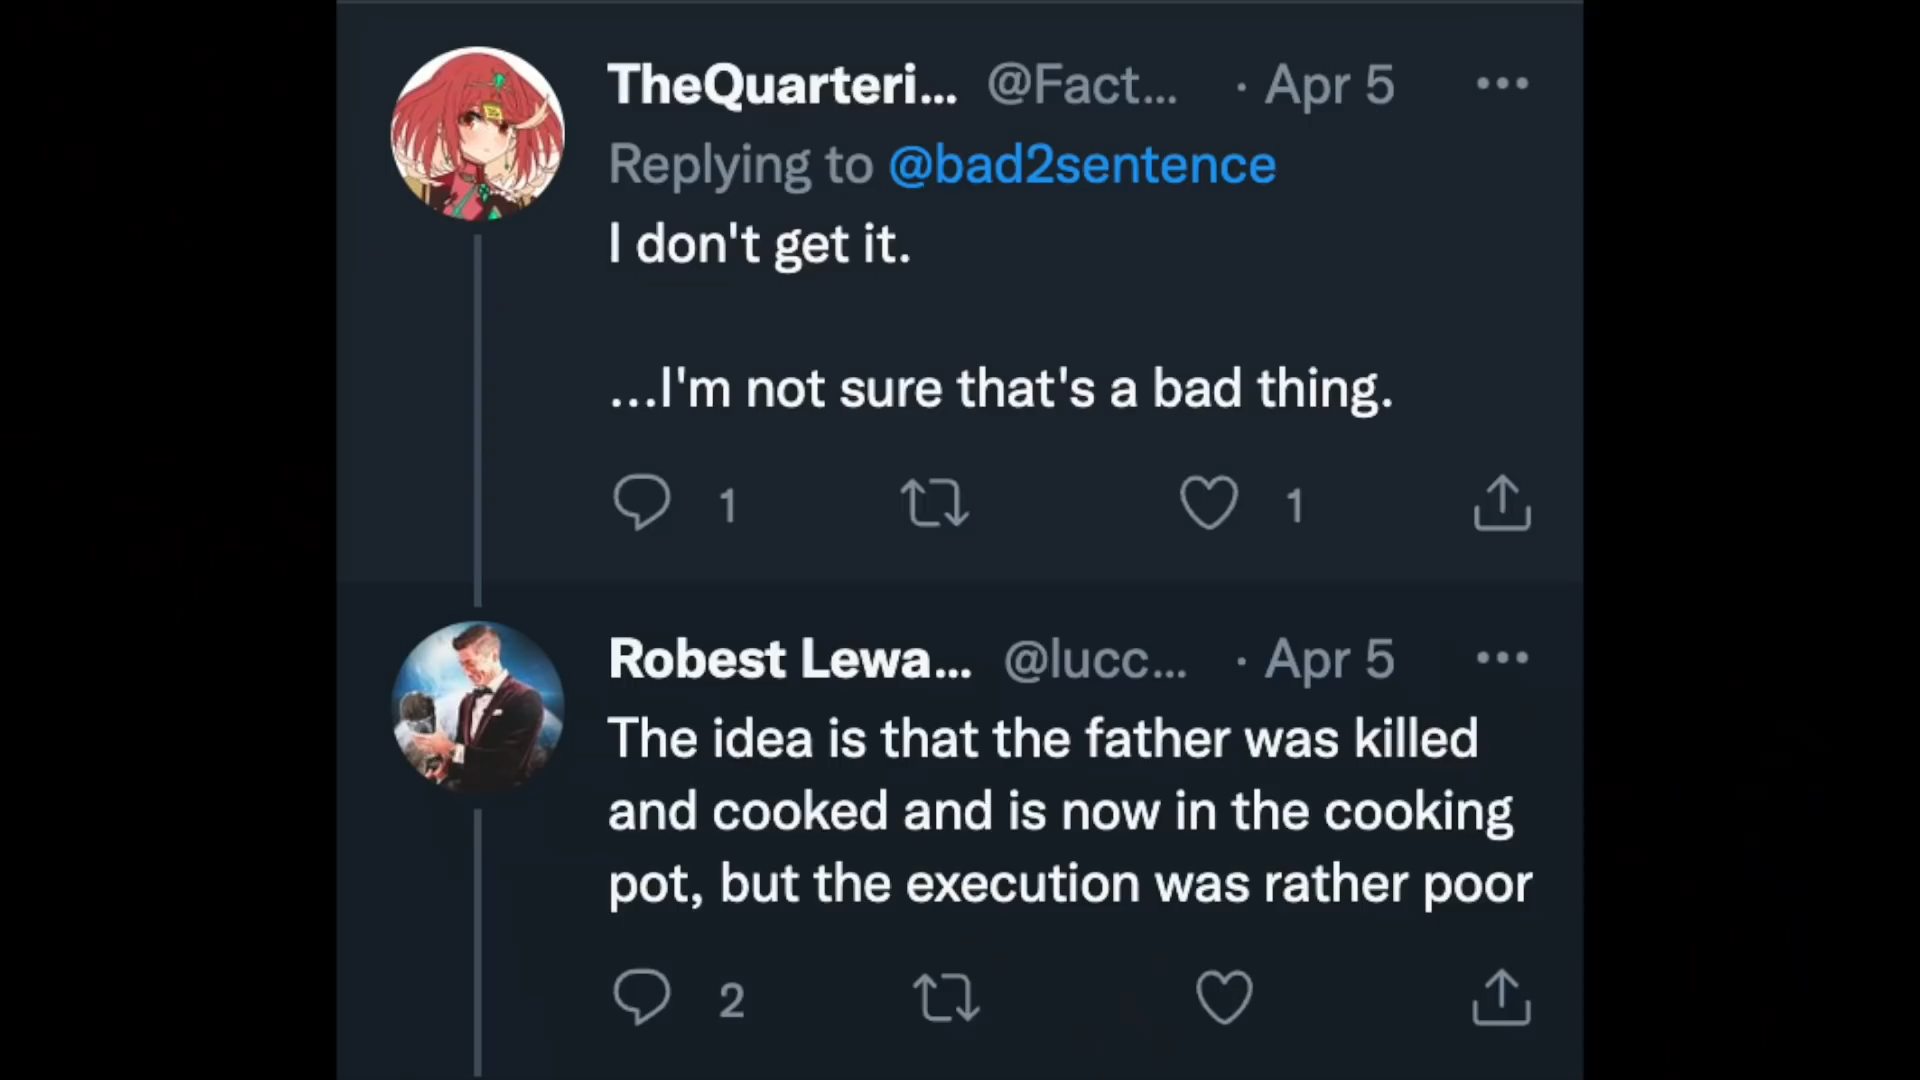 TheQuarteri... @Fact... · Apr 5
Replying to @bad2sentence
I don't get it.
...I'm not sure that's a bad thing.
1 1
Robest Lewa... @lucc... · Apr 5
The idea is that the father was killed
and cooked and is now in the cooking
pot, but the execution was rather poor
2